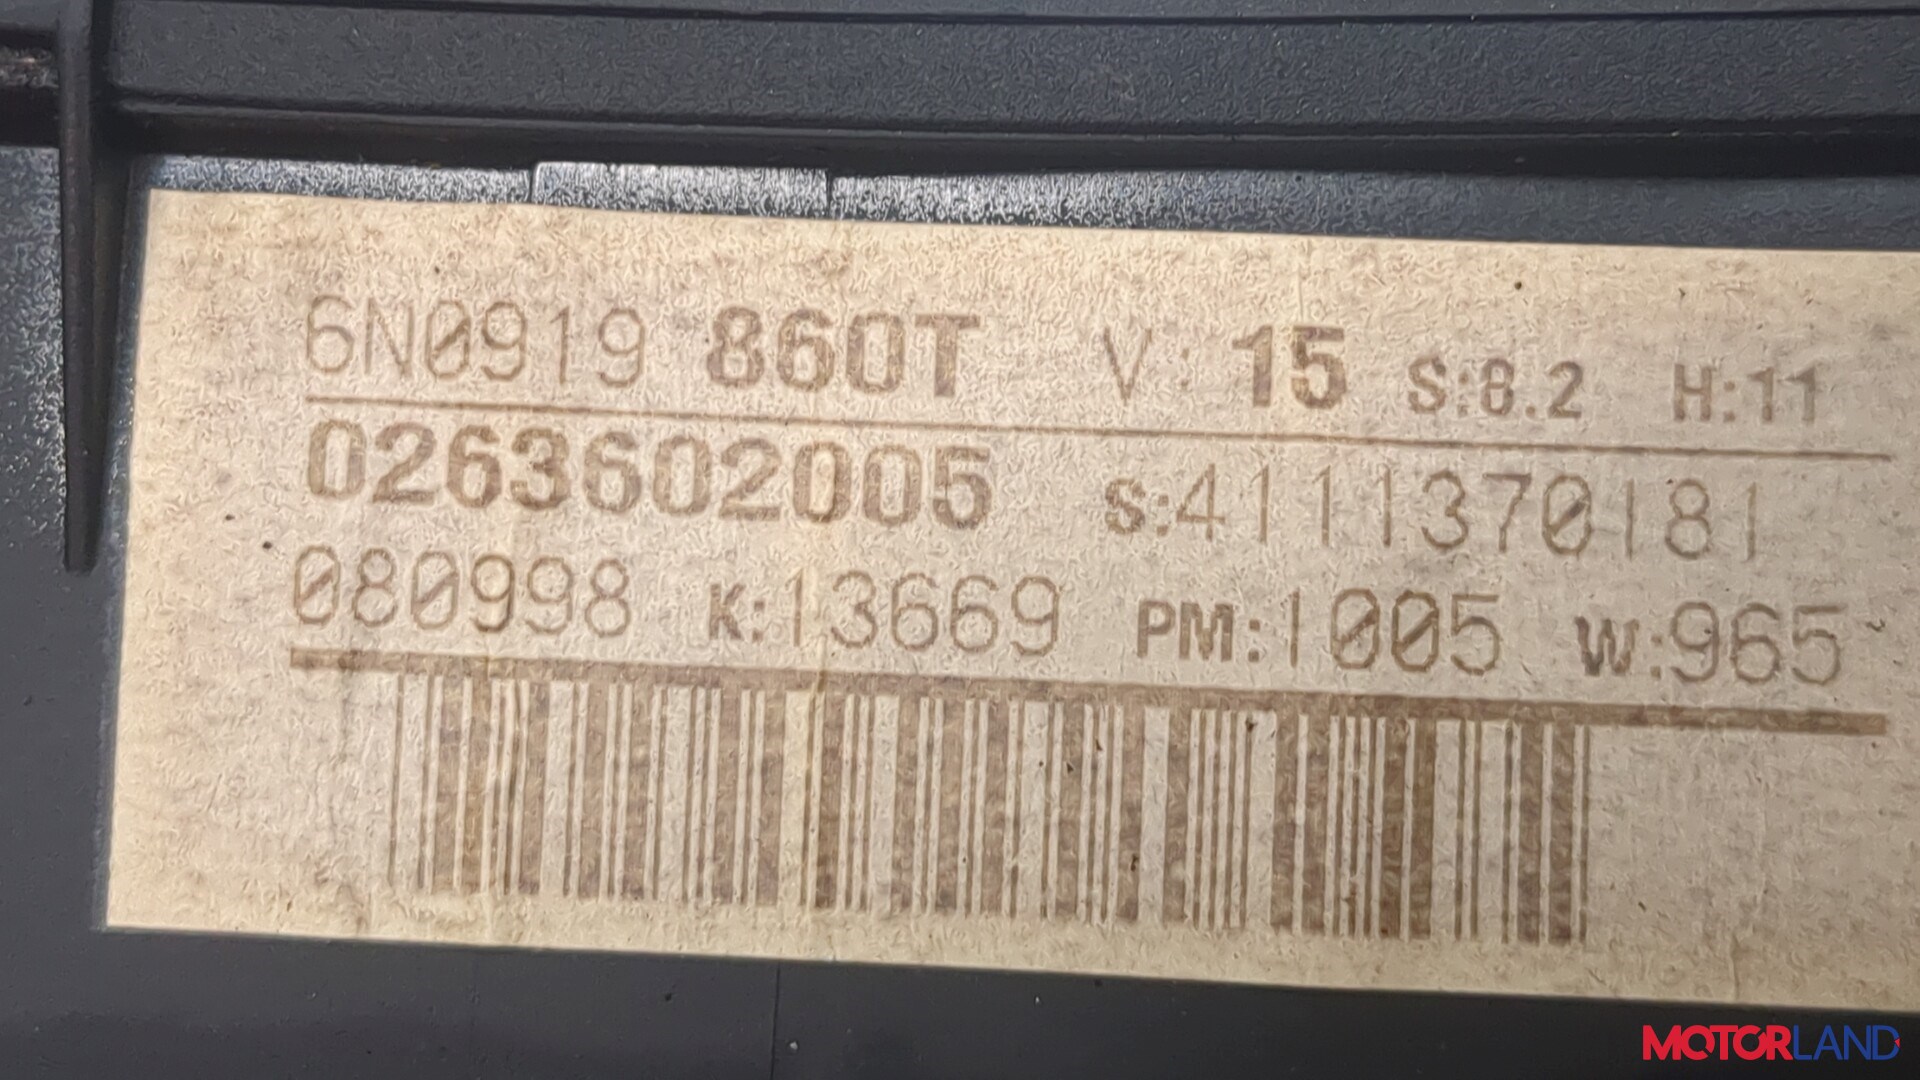 6N0919 860T V: 15 S:8.2 H:11
0263602005 S:4111370181
080998 K:13669 PM:1005 W:965
MOTORLAND